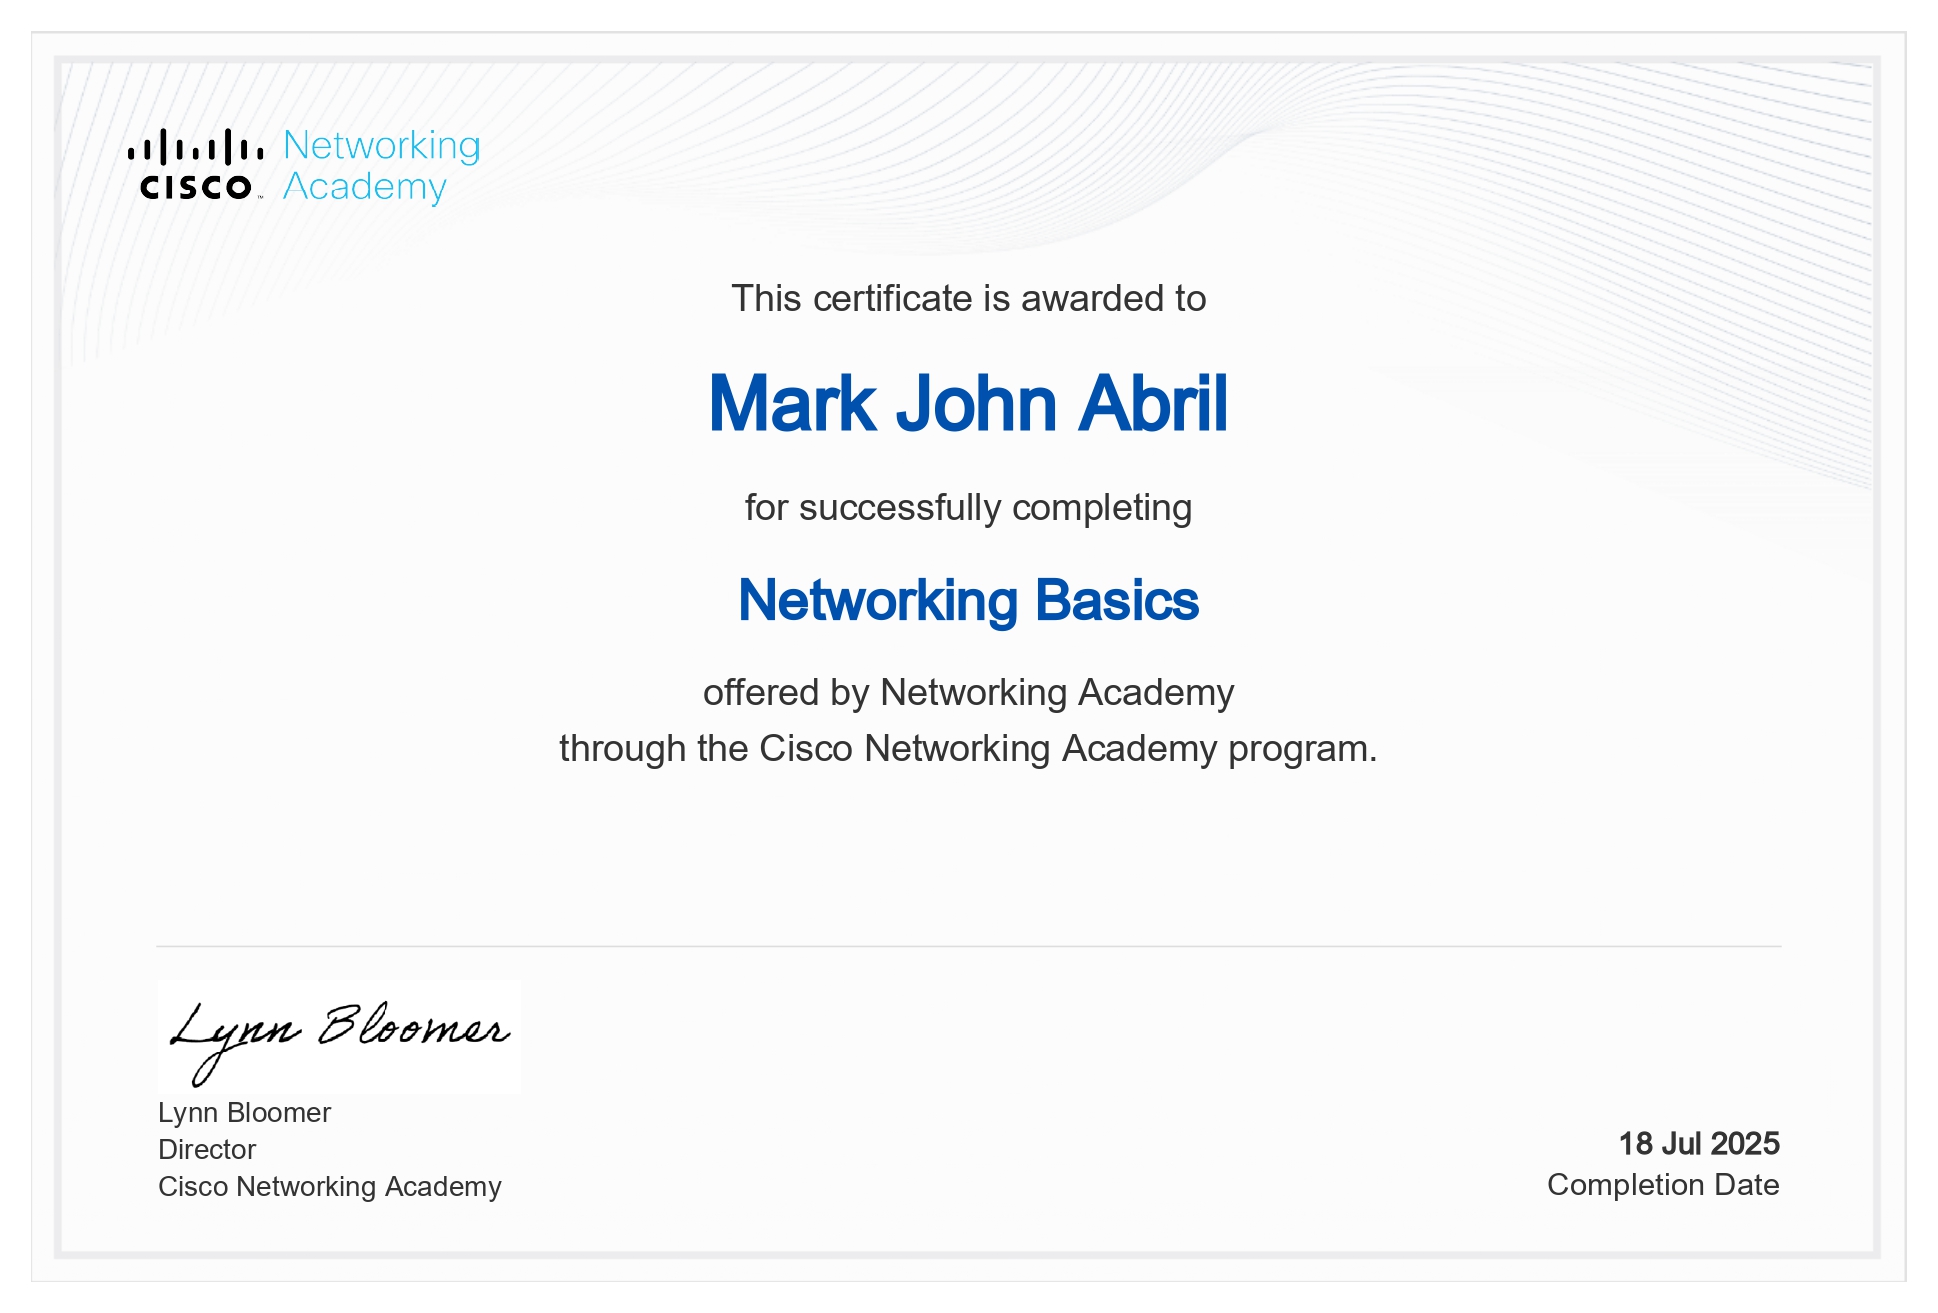 Networking
Academy
CISCO
This certificate is awarded to
Mark John Abril
for successfully completing
Networking Basics
offered by Networking Academy
through the Cisco Networking Academy program.
Lynn Bloomer
Lynn Bloomer
Director
Cisco Networking Academy
18 Jul 2025
Completion Date